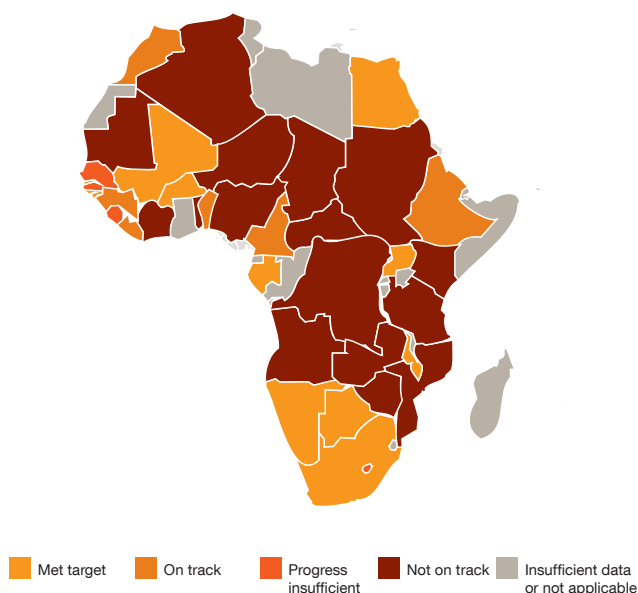 Met target
On track
Progress
insufficient
Not on track
Insufficient data
or not applicable